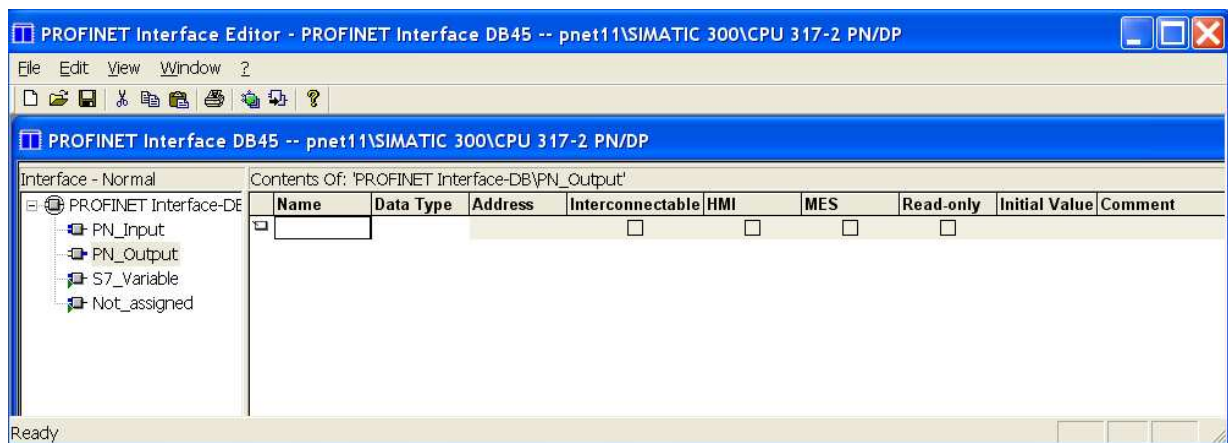 PROFINET Interface Editor - PROFINET Interface DB45 -- pnet11\SIMATIC 300\CPU 317-2 PN/DP
File Edit View Window ?
PROFINET Interface DB45 -- pnet11\SIMATIC 300\CPU 317-2 PN/DP
Interface - Normal
Contents Of: 'PROFINET Interface-DB\PN_Output'
PROFINET Interface-DE
Name Data Type Address Interconnectable HMI MES Read-only Initial Value Comment
PN_Input
PN_Output
S7_Variable
Not_assigned
Ready